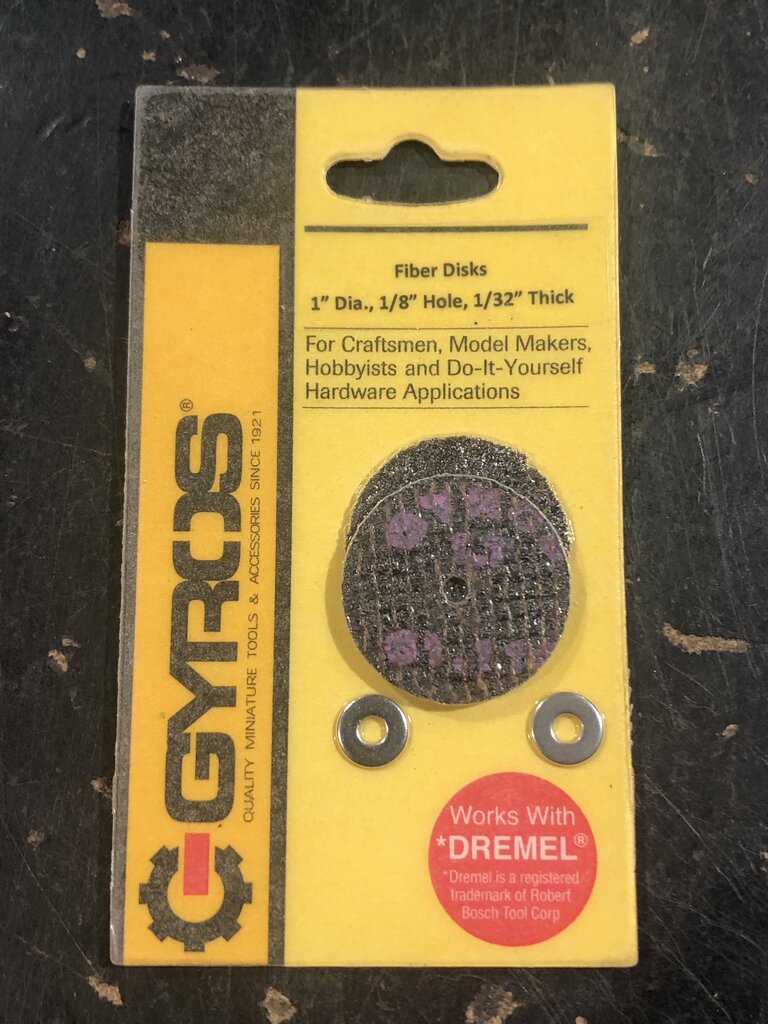 Fiber Disks
1” Dia., 1/8” Hole, 1/32” Thick
For Craftsmen, Model Makers,
Hobbyists and Do-It-Yourself
Hardware Applications
GYROS®
QUALITY MINIATURE TOOLS & ACCESSORIES SINCE 1921
Works With
*DREMEL®
*Dremel is a registered
trademark of Robert
Bosch Tool Corp